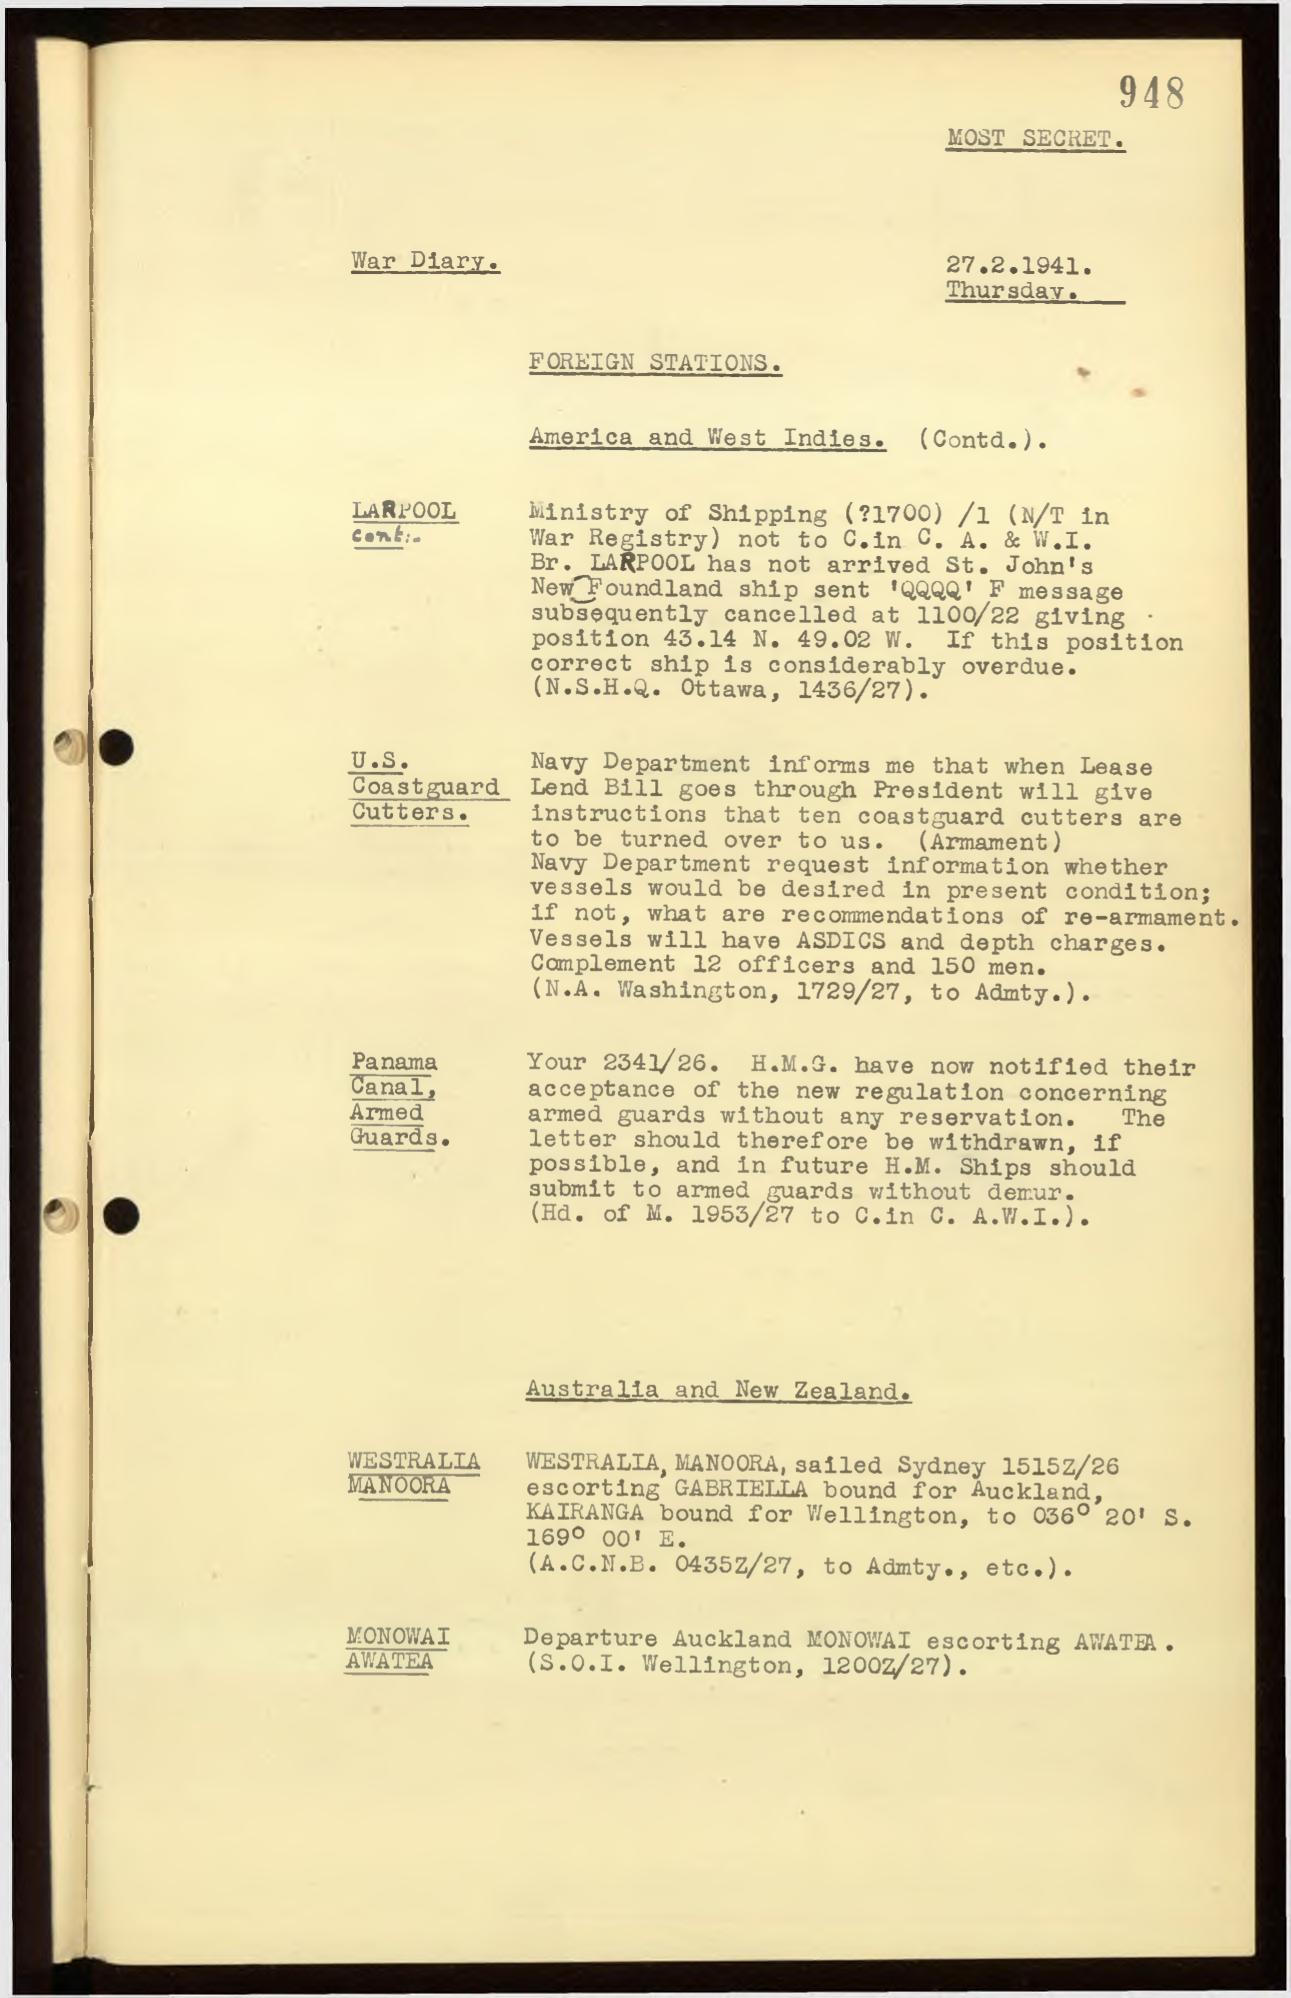 948
MOST SECRET.
War Diary.
27.2.1941.
Thursday.
FOREIGN STATIONS.
America and West Indies. (Contd.).
LARPOOL
cont:-
Ministry of Shipping (?1700) /1 (N/T in
War Registry) not to C.in C. A. & W.I.
Br. LARPOOL has not arrived St. John's
New Foundland ship sent 'QQQQ' F message
subsequently cancelled at 1100/22 giving
position 43.14 N. 49.02 W. If this position
correct ship is considerably overdue.
(N.S.H.Q. Ottawa, 1436/27).
U.S.
Coastguard
Cutters.
Navy Department informs me that when Lease
Lend Bill goes through President will give
instructions that ten coastguard cutters are
to be turned over to us. (Armament)
Navy Department request information whether
vessels would be desired in present condition;
if not, what are recommendations of re-armament.
Vessels will have ASDICS and depth charges.
Complement 12 officers and 150 men.
(N.A. Washington, 1729/27, to Admty.).
Panama
Canal,
Armed
Guards.
Your 2341/26. H.M.G. have now notified their
acceptance of the new regulation concerning
armed guards without any reservation. The
letter should therefore be withdrawn, if
possible, and in future H.M. Ships should
submit to armed guards without demur.
(Hd. of M. 1953/27 to C.in C. A.W.I.).
Australia and New Zealand.
WESTRALIA
MANOORA
WESTRALIA, MANOORA, sailed Sydney 1515Z/26
escorting GABRIELLA bound for Auckland,
KAIRANGA bound for Wellington, to 036° 20' S.
169° 00' E.
(A.C.N.B. 0435Z/27, to Admty., etc.).
MONOWAI
AWATEA
Departure Auckland MONOWAI escorting AWATEA.
(S.O.I. Wellington, 1200Z/27).